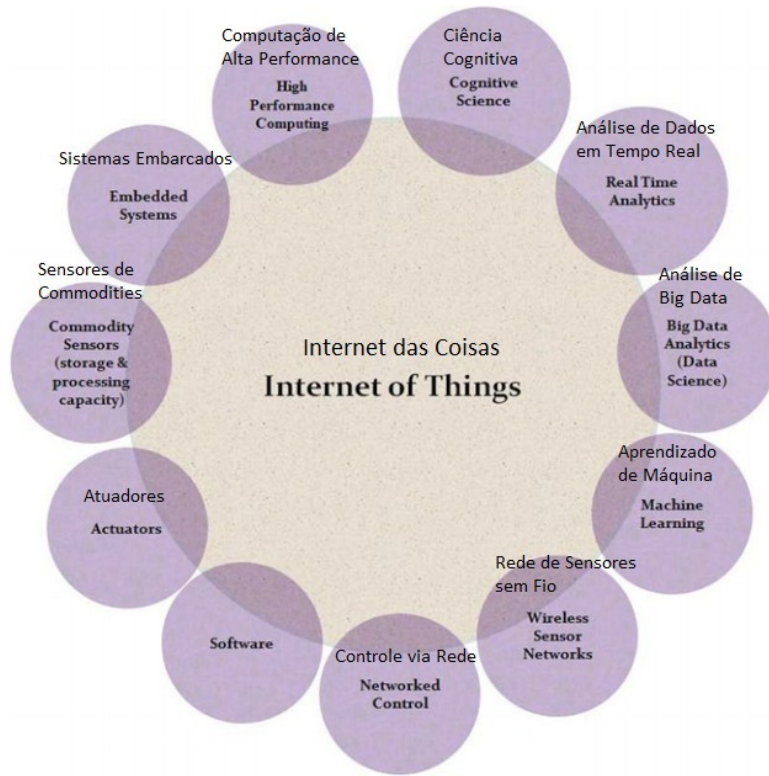 Computação de
Alta Performance
High
Performance
Computing
Ciência
Cognitiva
Cognitive
Science
Análise de Dados
em Tempo Real
Real Time
Analytics
Análise de
Big Data
Big Data
Analytics
(Data
Science)
Aprendizado
de Máquina
Machine
Learning
Rede de Sensores
sem Fio
Wireless
Sensor
Networks
Controle via Rede
Networked
Control
Software
Atuadores
Actuators
Sensores de
Commodities
Commodity
Sensors
(storage &
processing
capacity)
Sistemas Embarcados
Embedded
Systems
Internet das Coisas
Internet of Things